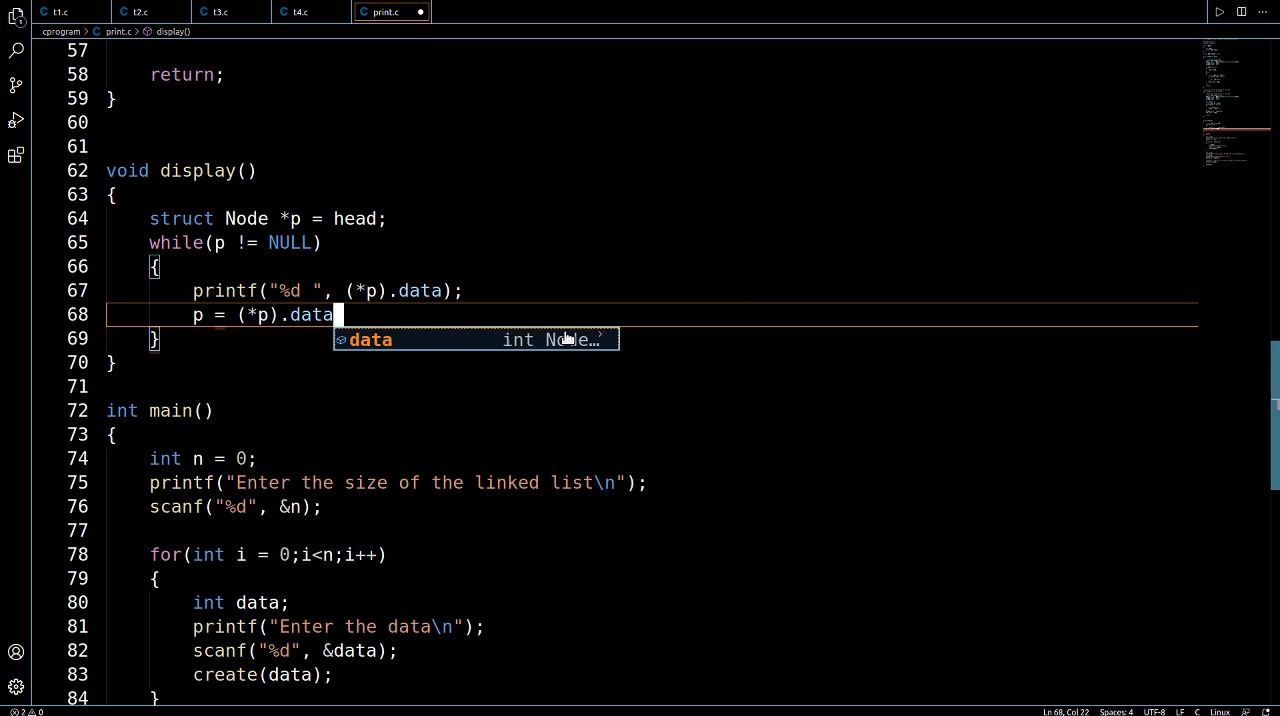 t1.c t2.c t3.c t4.c print.c
cprogram > print.c > display()
57
58 return;
59 }
60
61
62 void display()
63 {
64 struct Node *p = head;
65 while(p != NULL)
66 {
67 printf("%d ", (*p).data);
68 p = (*p).data
data int Node…
69 }
70 }
71
72 int main()
73 {
74 int n = 0;
75 printf("Enter the size of the linked list\n");
76 scanf("%d", &n);
77
78 for(int i = 0;i<n;i++)
79 {
80 int data;
81 printf("Enter the data\n");
82 scanf("%d", &data);
83 create(data);
84 }
2 0 Ln 68, Col 22 Spaces: 4 UTF-8 LF C Linux